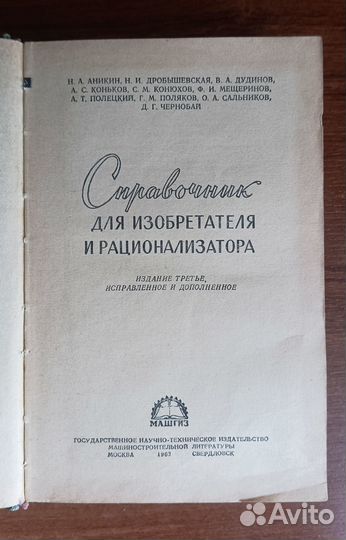 Н. А. АНИКИН, Н. И. ДРОБЫШЕВСКАЯ, В. А. ДУДИНОВ,
А. С. КОНЬКОВ, С. М. КОНЮХОВ, Ф. И. МЕЩЕРИНОВ,
А. Т. ПОЛЕЦКИЙ, Г. М. ПОЛЯКОВ, О. А. САЛЬНИКОВ,
Д. Г. ЧЕРНОБАЙ
Справочник
ДЛЯ ИЗОБРЕТАТЕЛЯ
И РАЦИОНАЛИЗАТОРА
ИЗДАНИЕ ТРЕТЬЕ,
ИСПРАВЛЕННОЕ И ДОПОЛНЕННОЕ
МАШГИЗ
ГОСУДАРСТВЕННОЕ НАУЧНО-ТЕХНИЧЕСКОЕ ИЗДАТЕЛЬСТВО
МАШИНОСТРОИТЕЛЬНОЙ ЛИТЕРАТУРЫ
МОСКВА 1963 СВЕРДЛОВСК
Avito